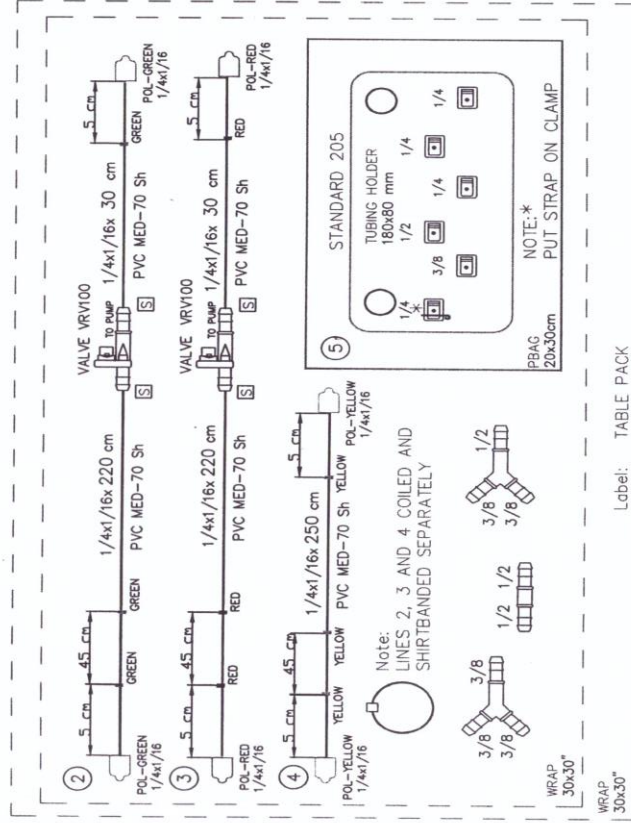 2
5 cm
45 cm
5 cm
GREEN
GREEN
GREEN
POL-GREEN
1/4x1/16
1/4x1/16x 220 cm
PVC MED-70 Sh
VALVE VRV100
TO PUMP
S
S
1/4x1/16x 30 cm
PVC MED-70 Sh
POL-GREEN
1/4x1/16
3
5 cm
45 cm
5 cm
RED
RED
RED
POL-RED
1/4x1/16
1/4x1/16x 220 cm
PVC MED-70 Sh
VALVE VRV100
TO PUMP
S
S
1/4x1/16x 30 cm
PVC MED-70 Sh
POL-RED
1/4x1/16
4
5 cm
45 cm
5 cm
YELLOW
YELLOW
YELLOW
POL-YELLOW
1/4x1/16
1/4x1/16x 250 cm
PVC MED-70 Sh
POL-YELLOW
1/4x1/16
Note:
LINES 2, 3 AND 4 COILED AND
SHIRTBANDED SEPARATELY
3/8
3/8
3/8
1/2 1/2
3/8
3/8
1/2
5
STANDARD 205
TUBING HOLDER
180x80 mm
1/4
*
3/8
1/2
1/4
1/4
1/4
NOTE:*
PUT STRAP ON CLAMP
PBAG
20x30cm
WRAP
30x30"
WRAP
30x30"
Label: TABLE PACK